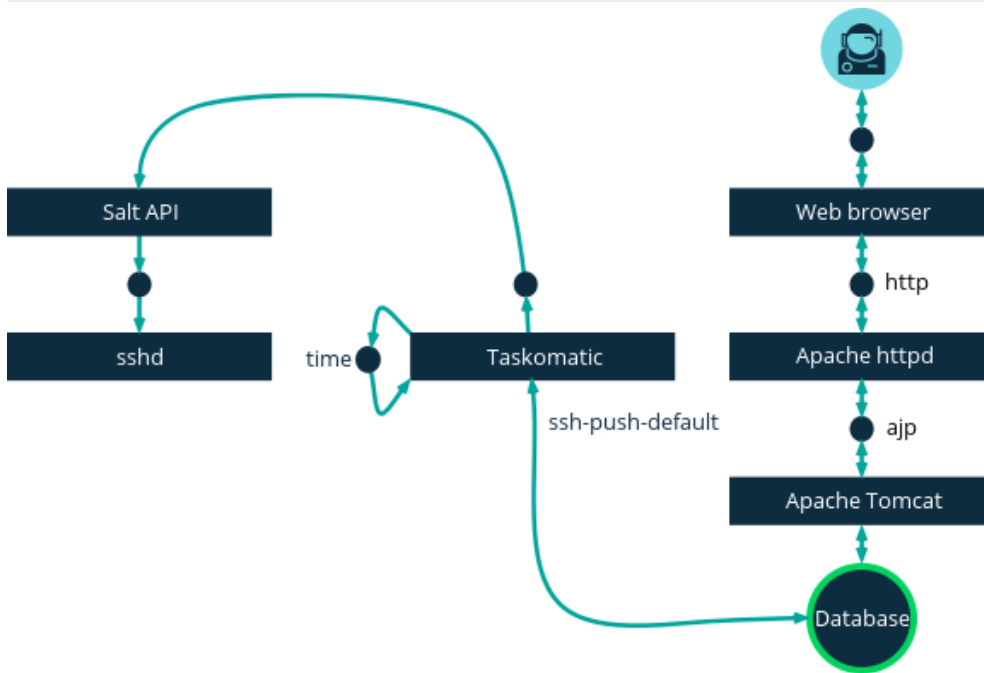 Salt API
Web browser
http
sshd
time
Taskomatic
Apache httpd
ssh-push-default
ajp
Apache Tomcat
Database